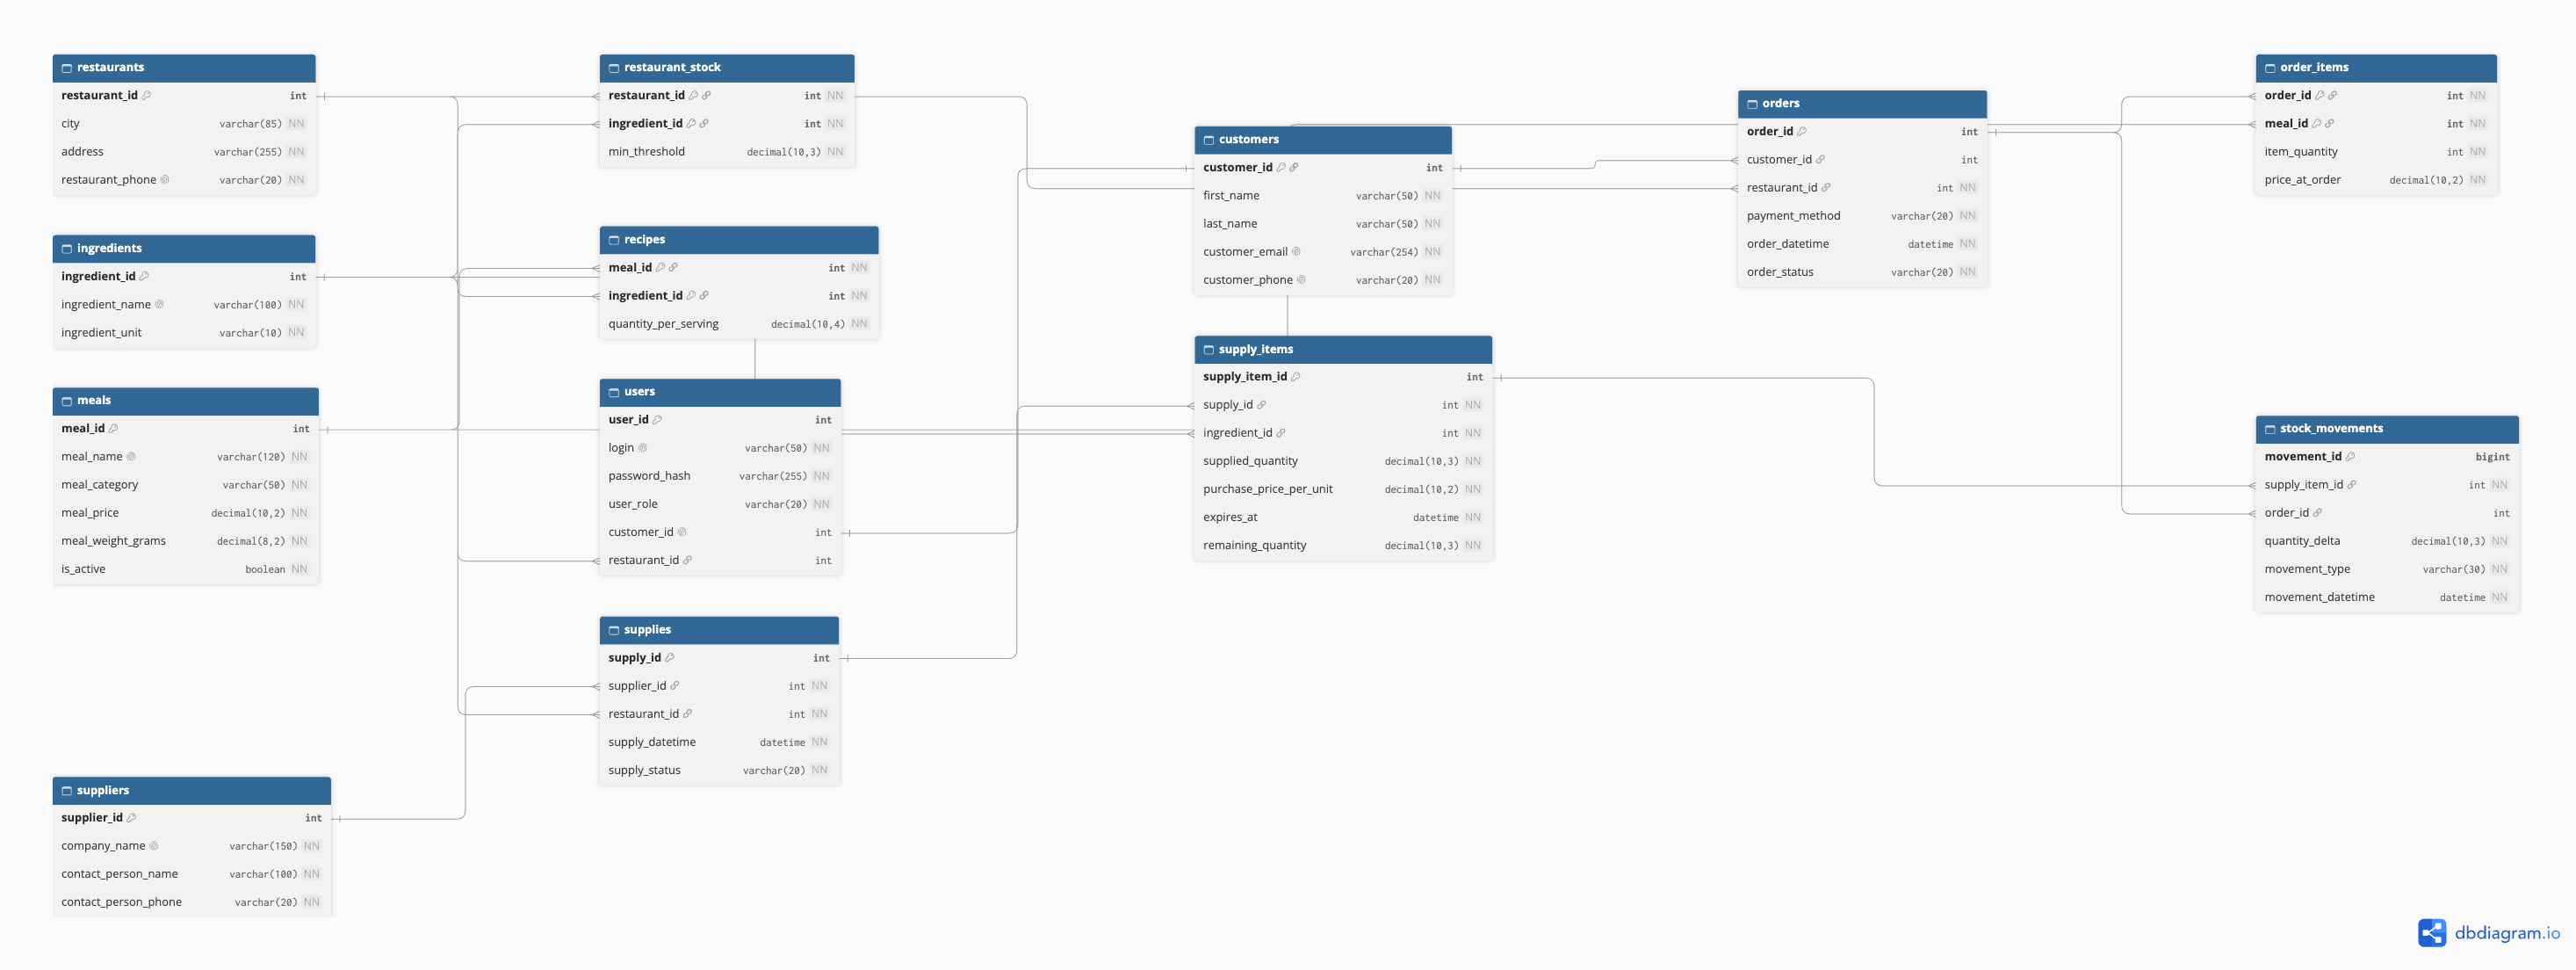 restaurants
restaurant_id int
city varchar(85) NN
address varchar(255) NN
restaurant_phone varchar(20) NN
ingredients
ingredient_id int
ingredient_name varchar(100) NN
ingredient_unit varchar(10) NN
meals
meal_id int
meal_name varchar(120) NN
meal_category varchar(50) NN
meal_price decimal(10,2) NN
meal_weight_grams decimal(8,2) NN
is_active boolean NN
suppliers
supplier_id int
company_name varchar(150) NN
contact_person_name varchar(100) NN
contact_person_phone varchar(20) NN
restaurant_stock
restaurant_id int NN
ingredient_id int NN
min_threshold decimal(10,3) NN
recipes
meal_id int NN
ingredient_id int NN
quantity_per_serving decimal(10,4) NN
users
user_id int
login varchar(50) NN
password_hash varchar(255) NN
user_role varchar(20) NN
customer_id int
restaurant_id int
supplies
supply_id int
supplier_id int NN
restaurant_id int NN
supply_datetime datetime NN
supply_status varchar(20) NN
customers
customer_id int
first_name varchar(50) NN
last_name varchar(50) NN
customer_email varchar(254) NN
customer_phone varchar(20) NN
supply_items
supply_item_id int
supply_id int NN
ingredient_id int NN
supplied_quantity decimal(10,3) NN
purchase_price_per_unit decimal(10,2) NN
expires_at datetime NN
remaining_quantity decimal(10,3) NN
orders
order_id int
customer_id int
restaurant_id int NN
payment_method varchar(20) NN
order_datetime datetime NN
order_status varchar(20) NN
order_items
order_id int NN
meal_id int NN
item_quantity int NN
price_at_order decimal(10,2) NN
stock_movements
movement_id bigint
supply_item_id int NN
order_id int
quantity_delta decimal(10,3) NN
movement_type varchar(30) NN
movement_datetime datetime NN
dbdiagram.io